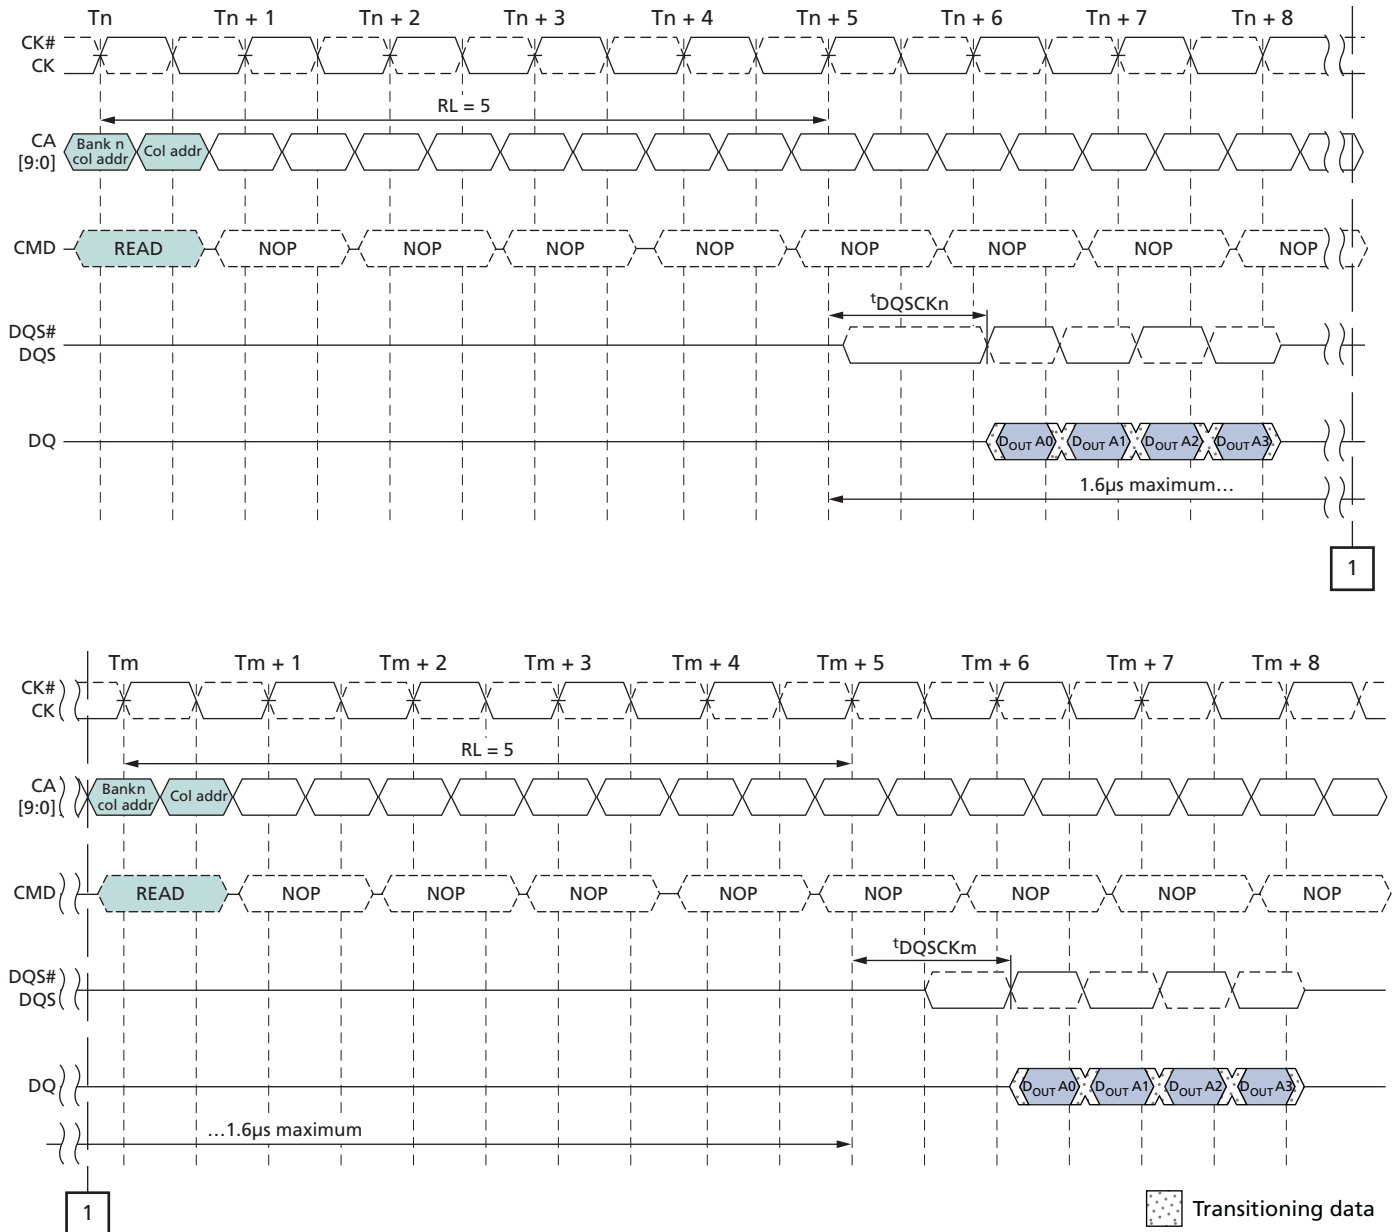 Tn Tn + 1 Tn + 2 Tn + 3 Tn + 4 Tn + 5 Tn + 6 Tn + 7 Tn + 8
CK#
CK
RL = 5
CA
[9:0]
Bank n
col addr
Col addr
CMD READ NOP NOP NOP NOP NOP NOP NOP NOP
tDQSCKn
DQS#
DQS
DQ DOUT A0 DOUT A1 DOUT A2 DOUT A3
1.6µs maximum…
1
Tm Tm + 1 Tm + 2 Tm + 3 Tm + 4 Tm + 5 Tm + 6 Tm + 7 Tm + 8
CK#
CK
RL = 5
CA
[9:0]
Bankn
col addr
Col addr
CMD READ NOP NOP NOP NOP NOP NOP NOP NOP
tDQSCKm
DQS#
DQS
DQ DOUT A0 DOUT A1 DOUT A2 DOUT A3
…1.6µs maximum
1
Transitioning data